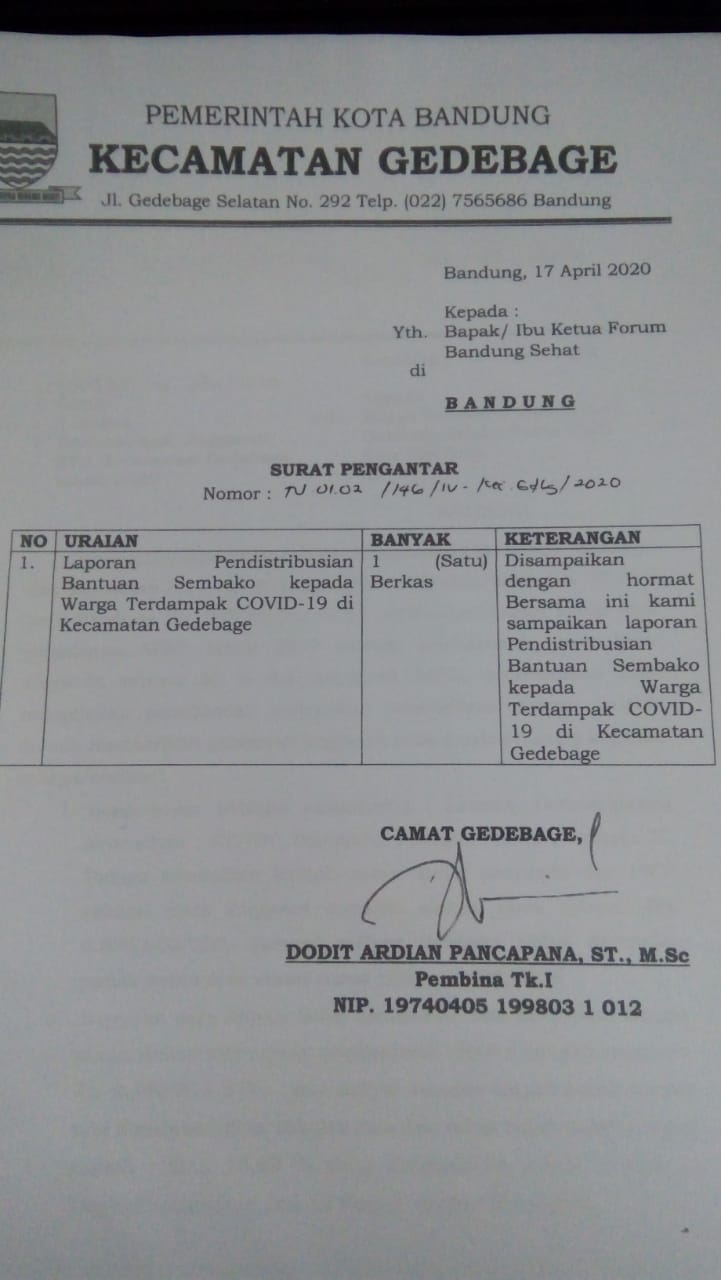 PEMERINTAH KOTA BANDUNG
KECAMATAN GEDEBAGE
Jl. Gedebage Selatan No. 292 Telp. (022) 7565686 Bandung
Bandung, 17 April 2020
Kepada :
Yth. Bapak/ Ibu Ketua Forum
Bandung Sehat
di
BANDUNG
SURAT PENGANTAR
Nomor : TU 01.02 /146/IV- Kec. Gdbg/2020
NO URAIAN BANYAK KETERANGAN
1. Laporan Pendistribusian 1 (Satu) Disampaikan
Bantuan Sembako kepada Berkas dengan hormat
Warga Terdampak COVID-19 di Bersama ini kami
Kecamatan Gedebage sampaikan laporan
Pendistribusian
Bantuan Sembako
kepada Warga
Terdampak COVID-
19 di Kecamatan
Gedebage
CAMAT GEDEBAGE,
DODIT ARDIAN PANCAPANA, ST., M.Sc
Pembina Tk.I
NIP. 19740405 199803 1 012